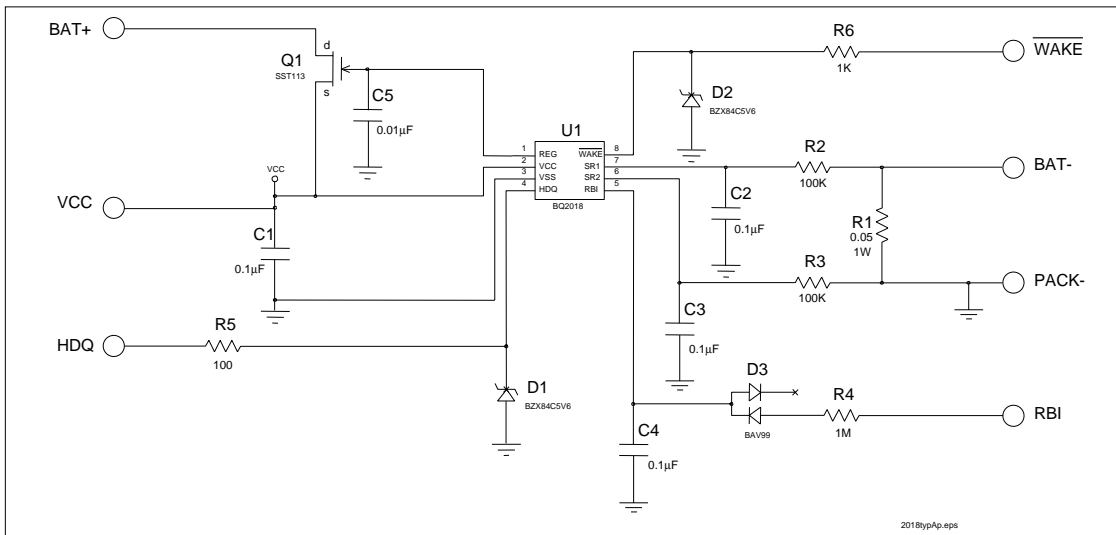 BAT+
Q1
SST113
d
s
C5
0.01µF
VCC
VCC
C1
0.1µF
HDQ
R5
100
D1
BZX84C5V6
U1
1 REG
2 VCC
3 VSS
4 HDQ
WAKE 8
SR1 7
SR2 6
RBI 5
BQ2018
R6
1K
WAKE
D2
BZX84C5V6
R2
100K
BAT-
C2
0.1µF
R1
0.05
1W
R3
100K
PACK-
C3
0.1µF
D3
BAV99
R4
1M
RBI
C4
0.1µF
2018typAp.eps